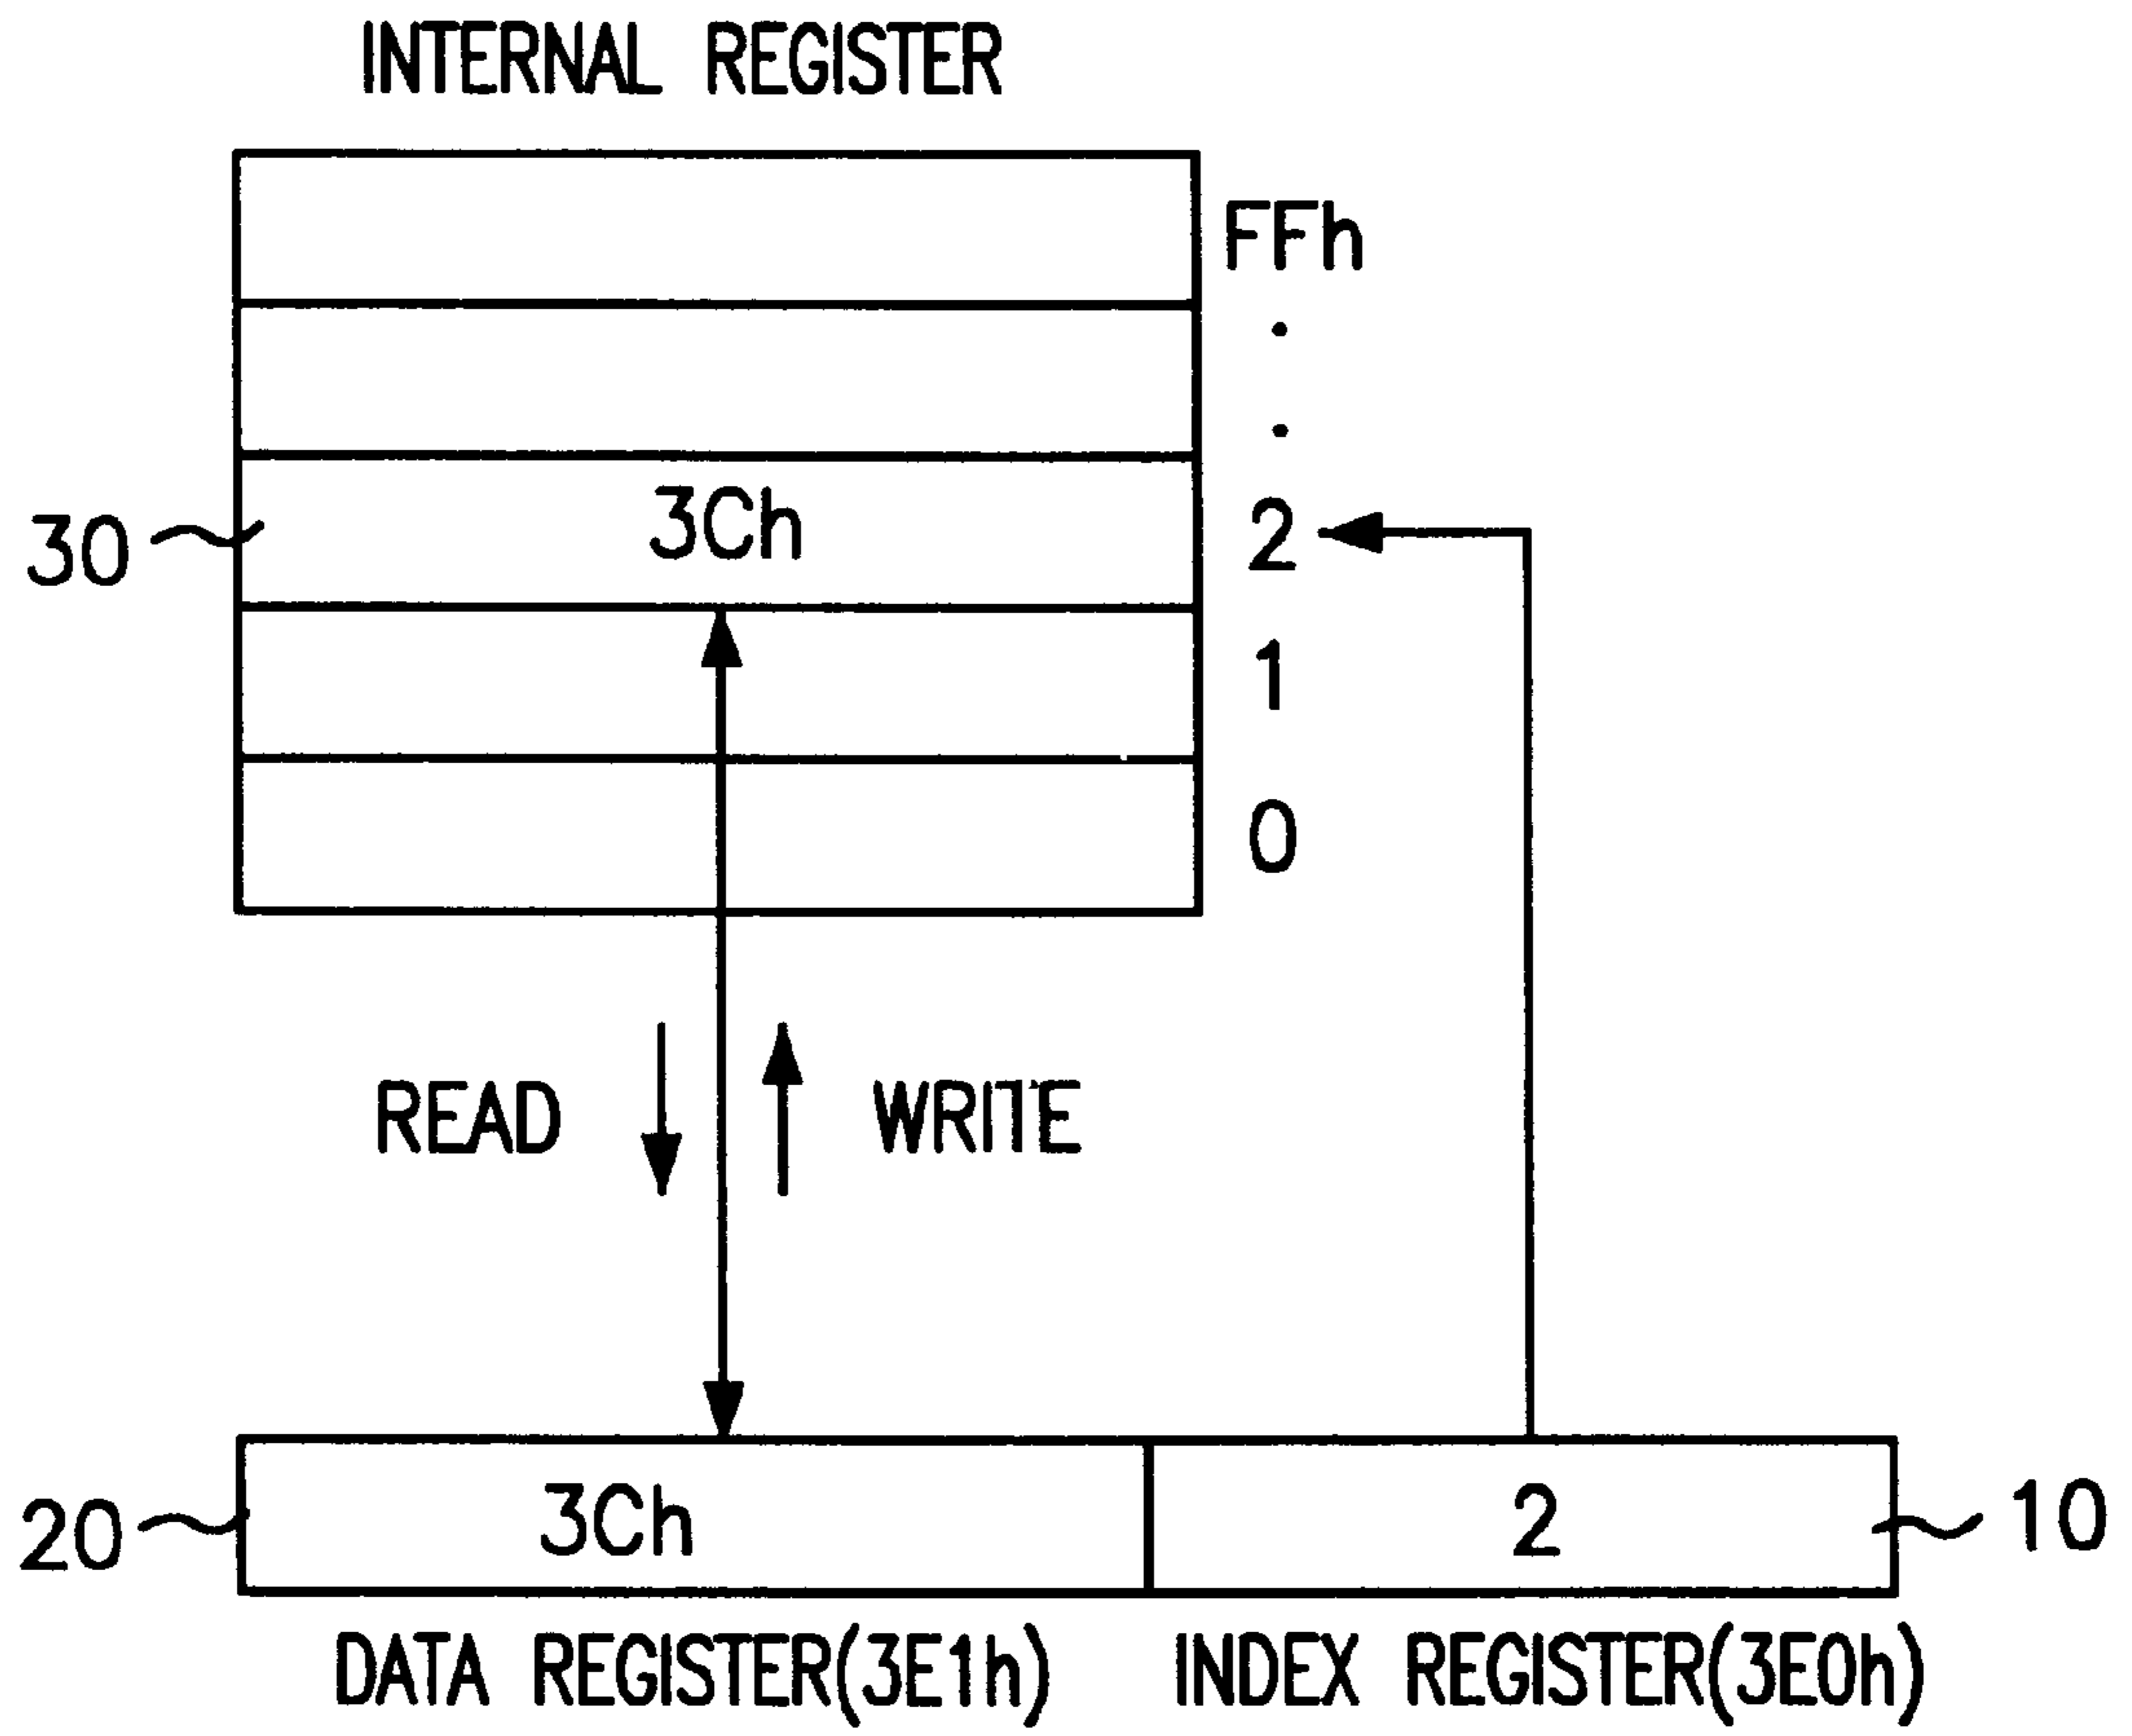 INTERNAL REGISTER
FFh
.
.
30 3Ch 2
1
0
READ WRITE
20 3Ch 2 10
DATA REGISTER(3E1h) INDEX REGISTER(3E0h)